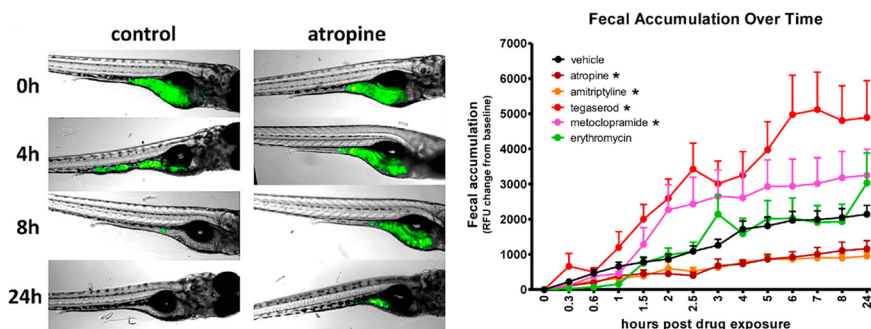 control atropine
0h
4h
8h
24h
Fecal Accumulation Over Time
Fecal accumulation
(RFU change from baseline)
7000
6000
5000
4000
3000
2000
1000
0
vehicle
atropine *
amitriptyline *
tegaserod *
metoclopramide *
erythromycin
0 0.3 0.6 1 1.5 2 2.5 3 4 5 6 7 8 24
hours post drug exposure